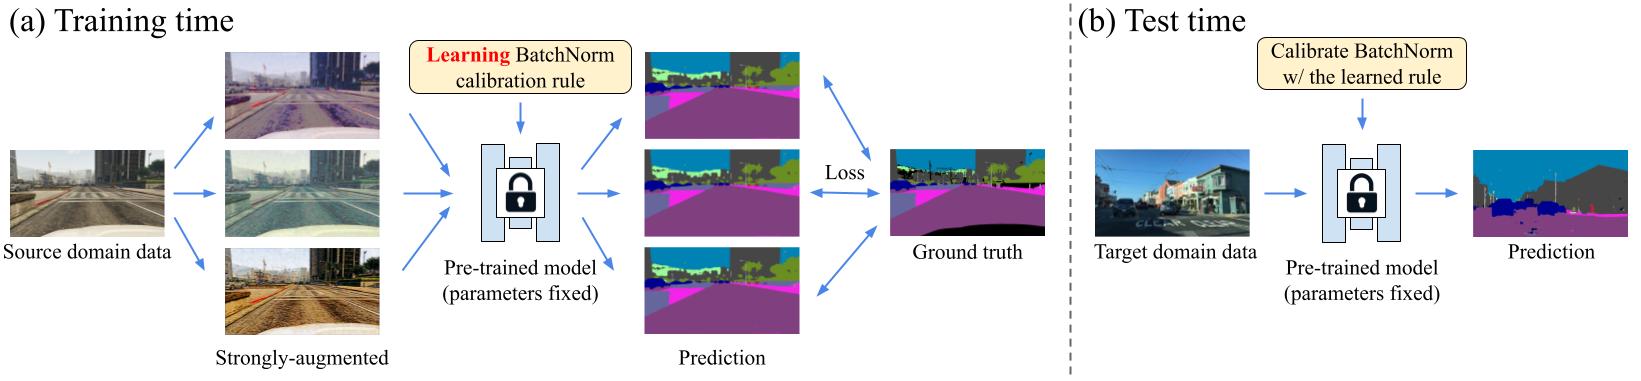 (a) Training time
Learning BatchNorm
calibration rule
Source domain data
Strongly-augmented
Pre-trained model
(parameters fixed)
Prediction
Loss
Ground truth
(b) Test time
Calibrate BatchNorm
w/ the learned rule
Target domain data
Pre-trained model
(parameters fixed)
Prediction